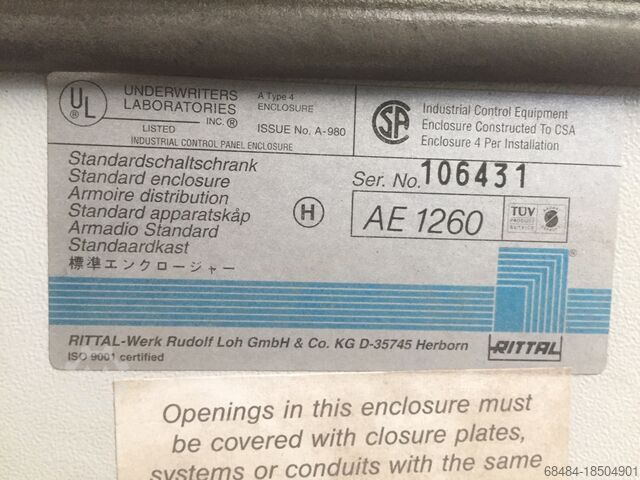 UL®
UNDERWRITERS
LABORATORIES
INC.®
A Type 4
ENCLOSURE
LISTED
ISSUE No. A-980
INDUSTRIAL CONTROL PANEL ENCLOSURE
SA
Industrial Control Equipment
Enclosure Constructed To CSA
Enclosure 4 Per Installation
Standardschaltschrank
Standard enclosure
Armoire distribution
Standard apparatskåp
Armadio Standard
Standaardkast
標準エンクロージャー
H
Ser. No. 106431
AE 1260
TÜV
PRODUCT
SERVICE
®
RITTAL-Werk Rudolf Loh GmbH & Co. KG D-35745 Herborn
ISO 9001 certified
RITTAL
Openings in this enclosure must
be covered with closure plates,
systems or conduits with the same
68484-18504901